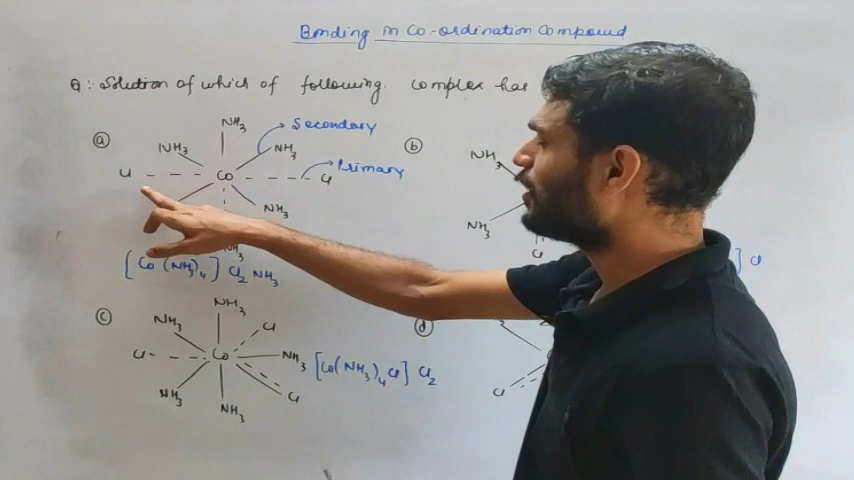 Bonding in Co-ordination Compound
Q:. Solution of which of following. complex has
(a)
NH3
Secondary
(b)
NH3
NH3
NH3
Cl
Co
Primary
Cl
NH3
NH3
NH3
Cl
[Co (NH3)4] Cl2 NH3
] Cl
(c)
NH3
NH3
Cl
(d)
Cl
Co
NH3
[Co(NH3)4Cl] Cl2
NH3
Cl
Cl
NH3